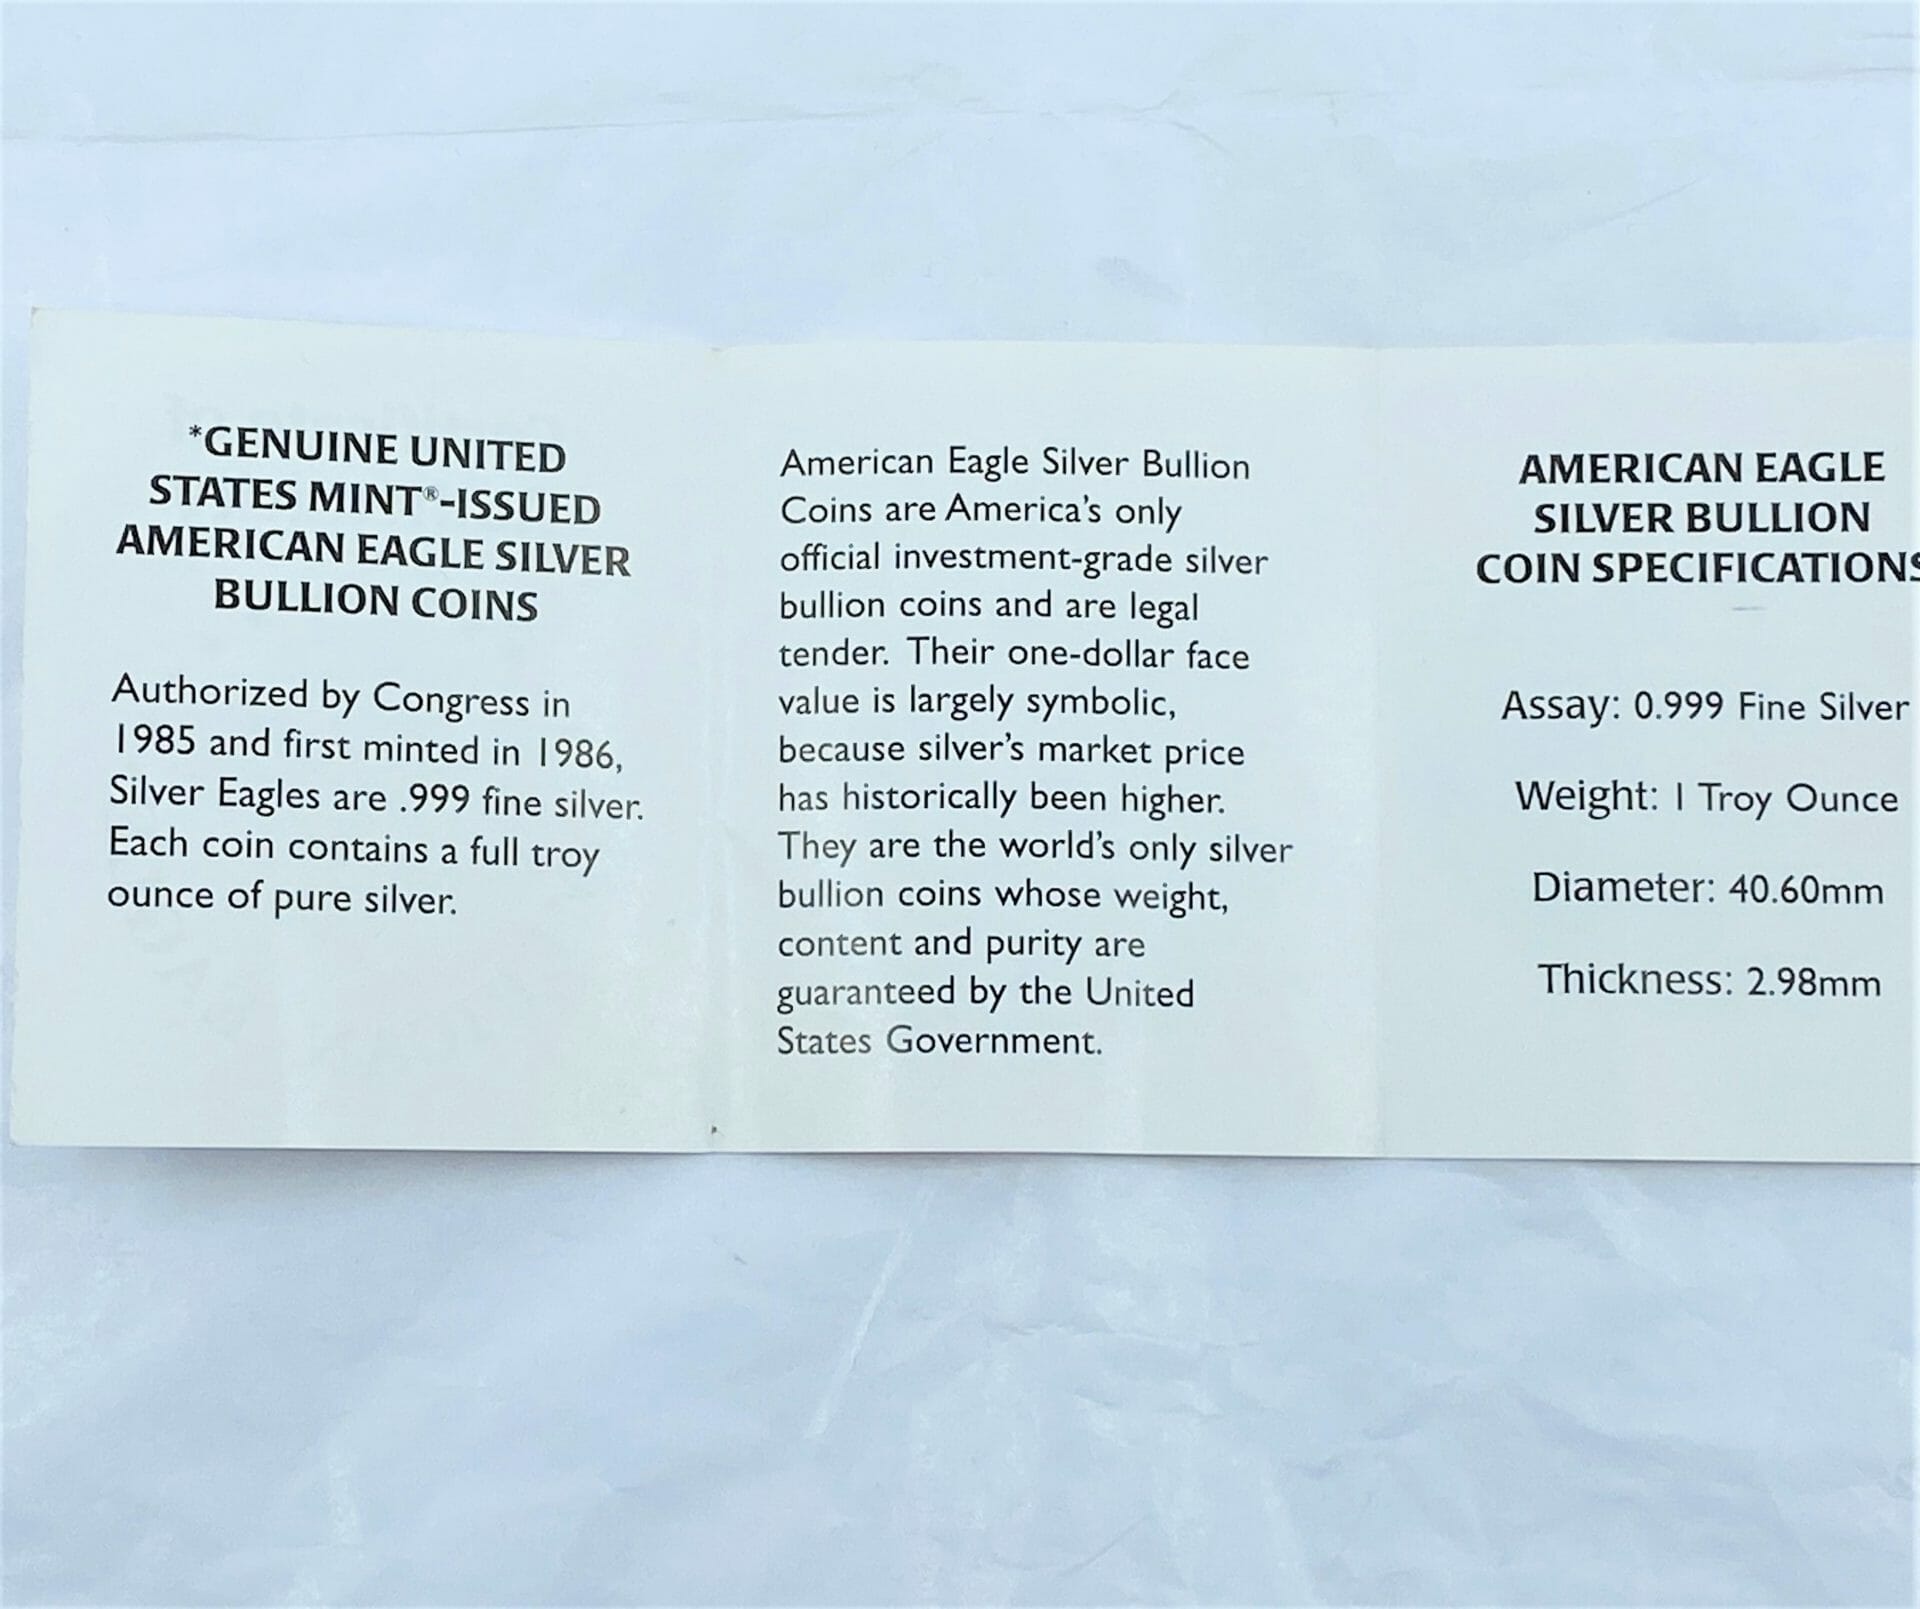 *GENUINE UNITED
STATES MINT®-ISSUED
AMERICAN EAGLE SILVER
BULLION COINS
Authorized by Congress in
1985 and first minted in 1986,
Silver Eagles are .999 fine silver.
Each coin contains a full troy
ounce of pure silver.
American Eagle Silver Bullion
Coins are America's only
official investment-grade silver
bullion coins and are legal
tender. Their one-dollar face
value is largely symbolic,
because silver's market price
has historically been higher.
They are the world's only silver
bullion coins whose weight,
content and purity are
guaranteed by the United
States Government.
AMERICAN EAGLE
SILVER BULLION
COIN SPECIFICATIONS
Assay: 0.999 Fine Silver
Weight: 1 Troy Ounce
Diameter: 40.60mm
Thickness: 2.98mm